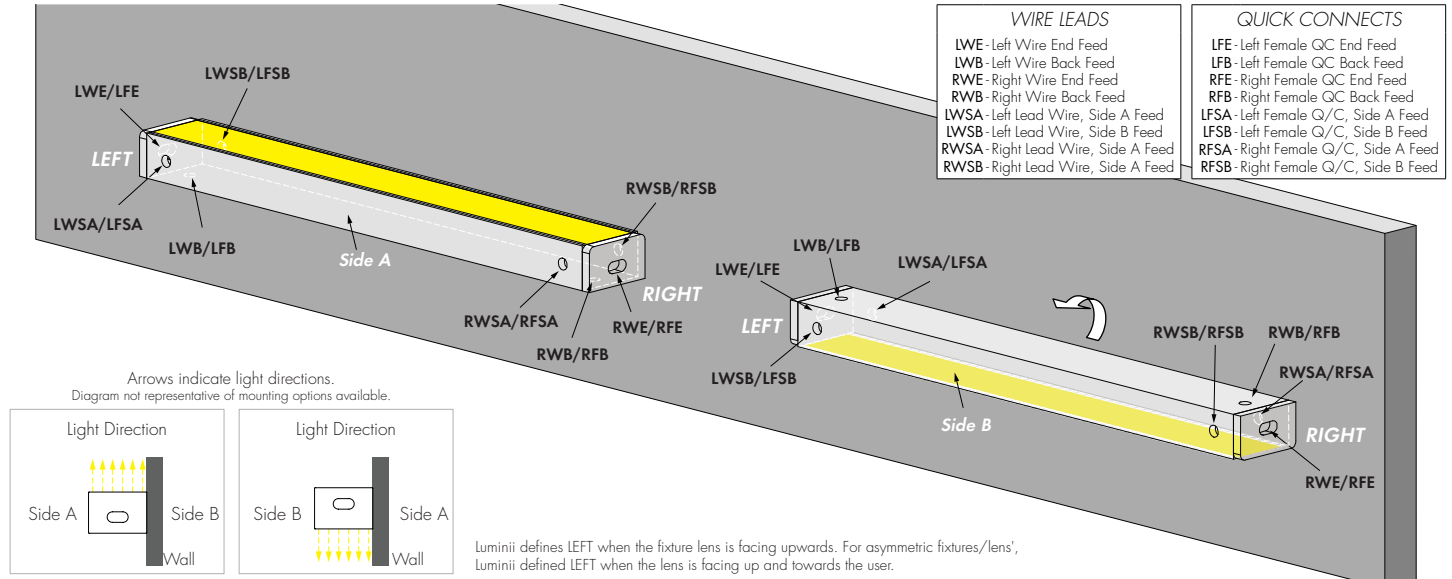 WIRE LEADS
LWE - Left Wire End Feed
LWB - Left Wire Back Feed
RWE - Right Wire End Feed
RWB - Right Wire Back Feed
LWSA - Left Lead Wire, Side A Feed
LWSB - Left Lead Wire, Side B Feed
RWSA - Right Lead Wire, Side A Feed
RWSB - Right Lead Wire, Side A Feed
QUICK CONNECTS
LFE - Left Female QC End Feed
LFB - Left Female QC Back Feed
RFE - Right Female QC End Feed
RFB - Right Female QC Back Feed
LFSA - Left Female Q/C, Side A Feed
LFSB - Left Female Q/C, Side B Feed
RFSA - Right Female Q/C, Side A Feed
RFSB - Right Female Q/C, Side B Feed
LWSB/LFSB
LWE/LFE
LEFT
LWSA/LFSA
LWB/LFB
Side A
RWSB/RFSB
RIGHT
RWSA/RFSA
RWE/RFE
RWB/RFB
LWB/LFB
LWE/LFE
LWSA/LFSA
LEFT
LWSB/LFSB
Side B
RWSB/RFSB
RWB/RFB
RWSA/RFSA
RIGHT
RWE/RFE
Arrows indicate light directions.
Diagram not representative of mounting options available.
Light Direction
Side A
Side B
Wall
Light Direction
Side B
Side A
Wall
Luminii defines LEFT when the fixture lens is facing upwards. For asymmetric fixtures/lens',
Luminii defined LEFT when the lens is facing up and towards the user.